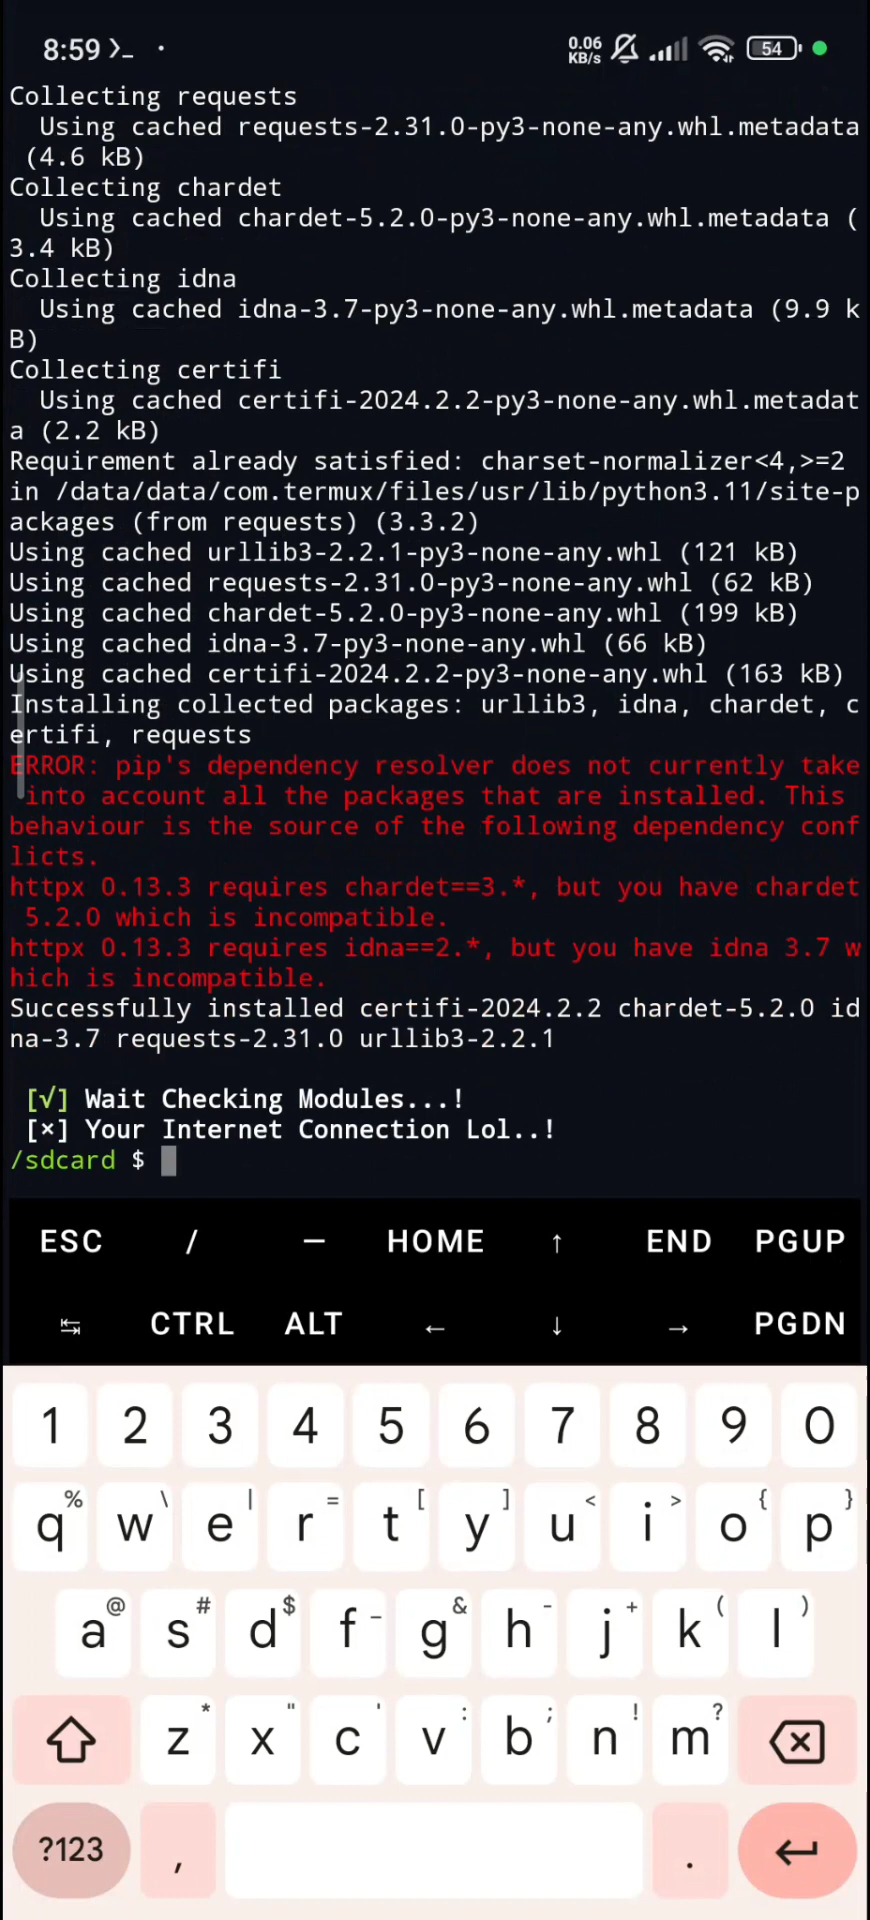 8:59 ›_ ·
0.06 KB/s 54
Collecting requests
  Using cached requests-2.31.0-py3-none-any.whl.metadata
 (4.6 kB)
Collecting chardet
  Using cached chardet-5.2.0-py3-none-any.whl.metadata (
3.4 kB)
Collecting idna
  Using cached idna-3.7-py3-none-any.whl.metadata (9.9 k
B)
Collecting certifi
  Using cached certifi-2024.2.2-py3-none-any.whl.metadat
a (2.2 kB)
Requirement already satisfied: charset-normalizer<4,>=2
in /data/data/com.termux/files/usr/lib/python3.11/site-p
ackages (from requests) (3.3.2)
Using cached urllib3-2.2.1-py3-none-any.whl (121 kB)
Using cached requests-2.31.0-py3-none-any.whl (62 kB)
Using cached chardet-5.2.0-py3-none-any.whl (199 kB)
Using cached idna-3.7-py3-none-any.whl (66 kB)
Using cached certifi-2024.2.2-py3-none-any.whl (163 kB)
Installing collected packages: urllib3, idna, chardet, c
ertifi, requests
ERROR: pip's dependency resolver does not currently take
 into account all the packages that are installed. This
behaviour is the source of the following dependency conf
licts.
httpx 0.13.3 requires chardet==3.*, but you have chardet
 5.2.0 which is incompatible.
httpx 0.13.3 requires idna==2.*, but you have idna 3.7 w
hich is incompatible.
Successfully installed certifi-2024.2.2 chardet-5.2.0 id
na-3.7 requests-2.31.0 urllib3-2.2.1
 [√] Wait Checking Modules...!
 [×] Your Internet Connection Lol..!
/sdcard $
ESC / — HOME ↑ END PGUP
↹ CTRL ALT ← ↓ → PGDN
1 2 3 4 5 6 7 8 9 0
% \ | = [ ] < > { }
q w e r t y u i o p
@ # $ _ & - + ( )
a s d f g h j k l
* " ' : ; ! ?
z x c v b n m
?123 , .